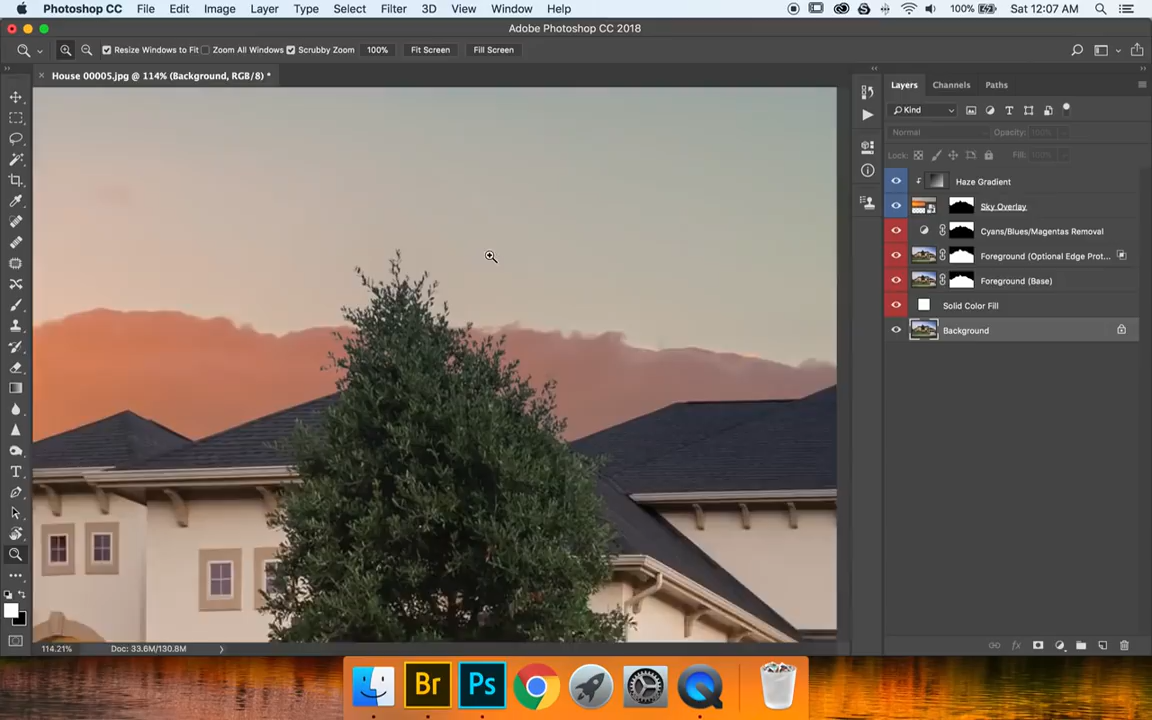 Photoshop CC File Edit Image Layer Type Select Filter 3D View Window Help 100% Sat 12:07 AM
Adobe Photoshop CC 2018
Resize Windows to Fit Zoom All Windows Scrubby Zoom 100% Fit Screen Fill Screen
House 00005.jpg @ 114% (Background, RGB/8) *
Layers Channels Paths
Kind
Normal Opacity: 100%
Lock: Fill: 100%
Haze Gradient
Sky Overlay
Cyans/Blues/Magentas Removal
Foreground (Optional Edge Prot...
Foreground (Base)
Solid Color Fill
Background
114.21% Doc: 33.6M/130.8M
Br Ps